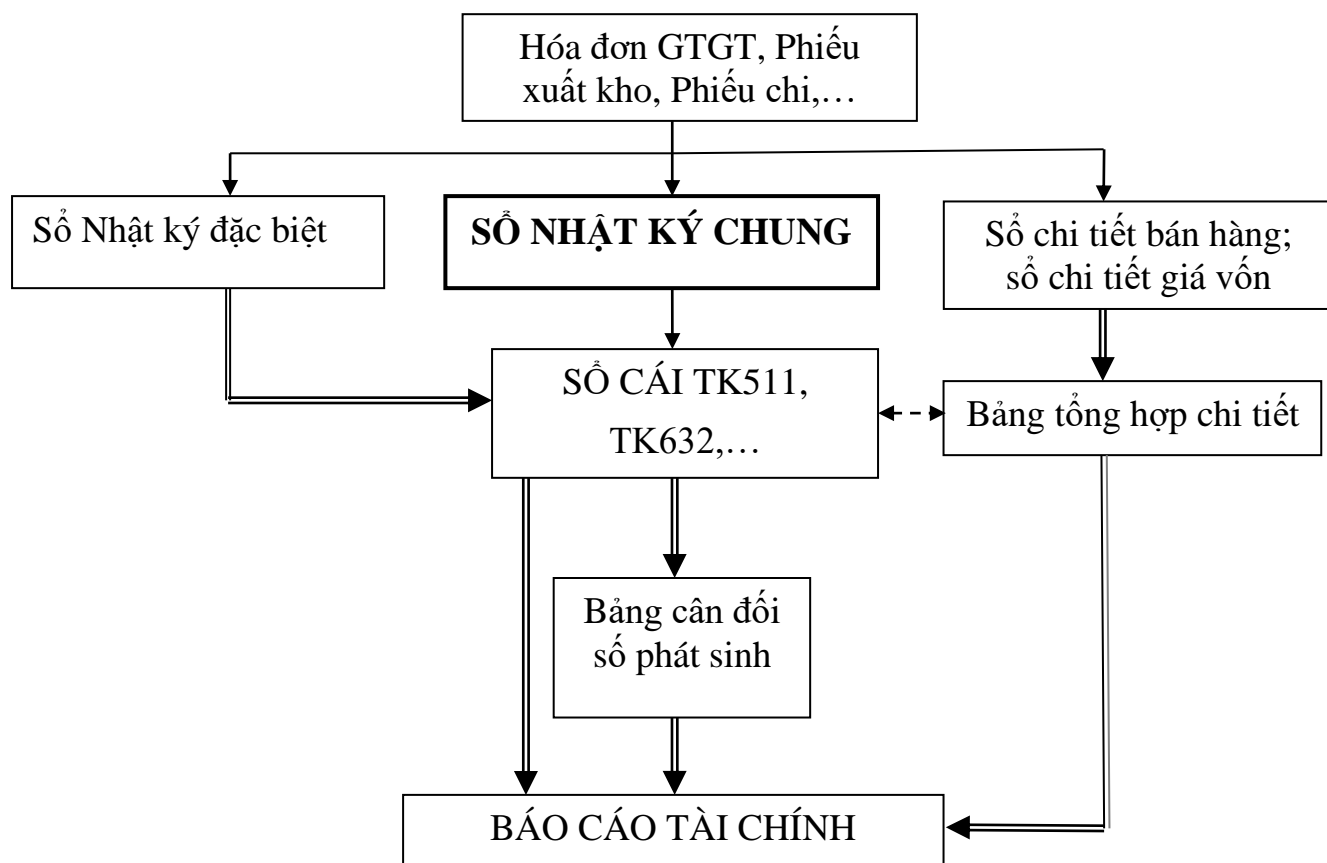 Hóa đơn GTGT, Phiếu
xuất kho, Phiếu chi,…
Sổ Nhật ký đặc biệt
SỔ NHẬT KÝ CHUNG
Sổ chi tiết bán hàng;
sổ chi tiết giá vốn
SỔ CÁI TK511,
TK632,…
Bảng tổng hợp chi tiết
Bảng cân đối
số phát sinh
BÁO CÁO TÀI CHÍNH